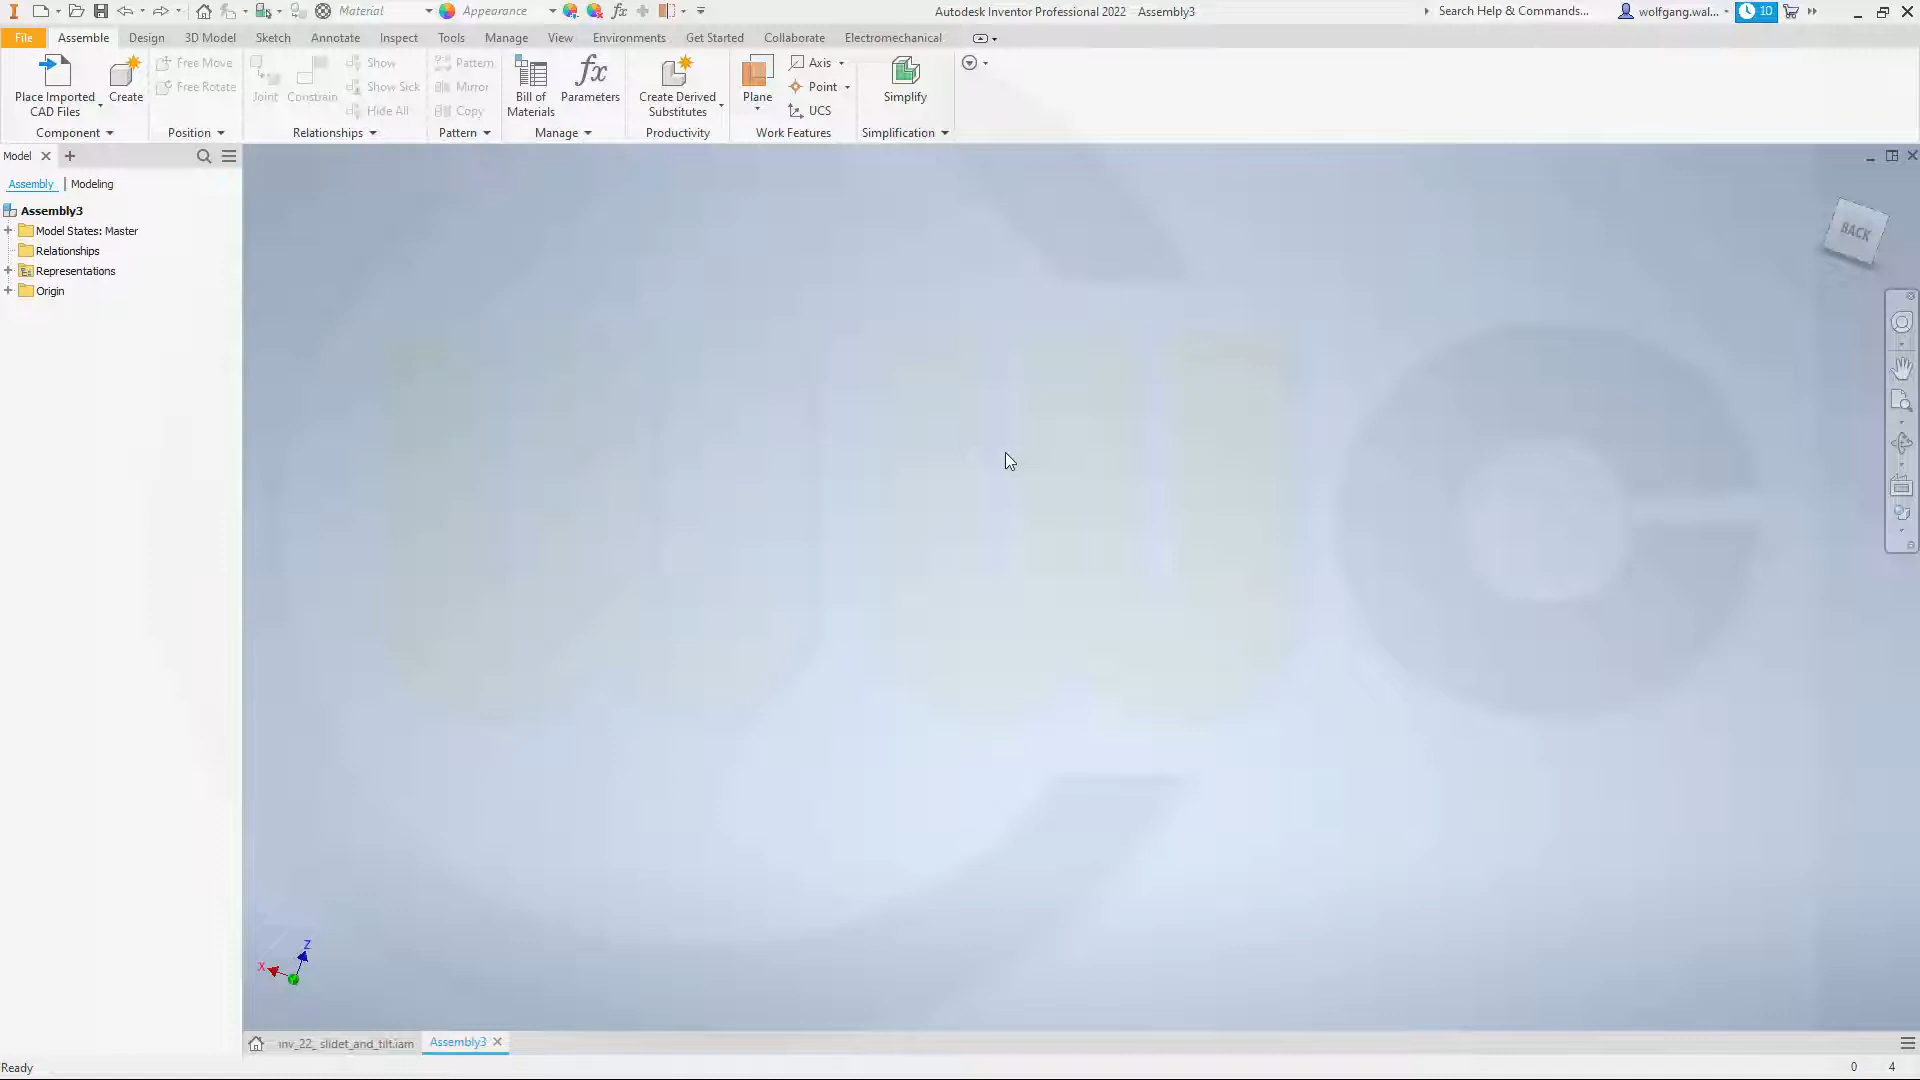 Material
Appearance
fx
Autodesk Inventor Professional 2022 Assembly3
Search Help & Commands...
wolfgang.wal...
10
File
Assemble
Design
3D Model
Sketch
Annotate
Inspect
Tools
Manage
View
Environments
Get Started
Collaborate
Electromechanical
Place Imported
CAD Files
Create
Free Move
Free Rotate
Joint
Constrain
Show
Show Sick
Hide All
Pattern
Mirror
Copy
Bill of
Materials
fx
Parameters
Create Derived
Substitutes
Plane
Axis
Point
UCS
Simplify
Component
Position
Relationships
Pattern
Manage
Productivity
Work Features
Simplification
Model
Assembly
Modeling
Assembly3
Model States: Master
Relationships
Representations
Origin
BACK
Z
X
inv_22_ slidet_and_tilt.iam
Assembly3
Ready
0
4